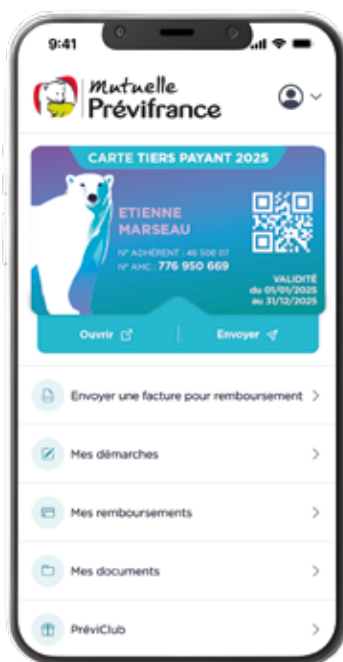 9:41
Mutuelle
Prévifrance
CARTE TIERS PAYANT 2025
ETIENNE
MARSEAU
N° ADHÉRENT : 46 508 07
N° AMC : 776 950 669
VALIDITÉ
du 01/01/2025
au 31/12/2025
Ouvrir
Envoyer
Envoyer une facture pour remboursement
Mes démarches
Mes remboursements
Mes documents
PréviClub